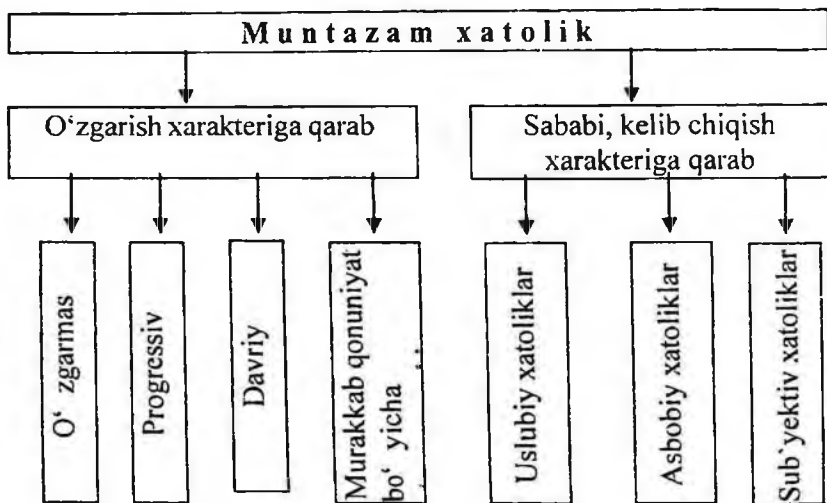 Muntazam xatolik
O‘zgarish xarakteriga qarab
Sababi, kelib chiqish
xarakteriga qarab
O‘ zgarmas
Progressiv
Davriy
Murakkab qonuniyat
bo‘ yicha
Uslubiy xatoliklar
Asbobiy xatoliklar
Sub`yektiv xatoliklar